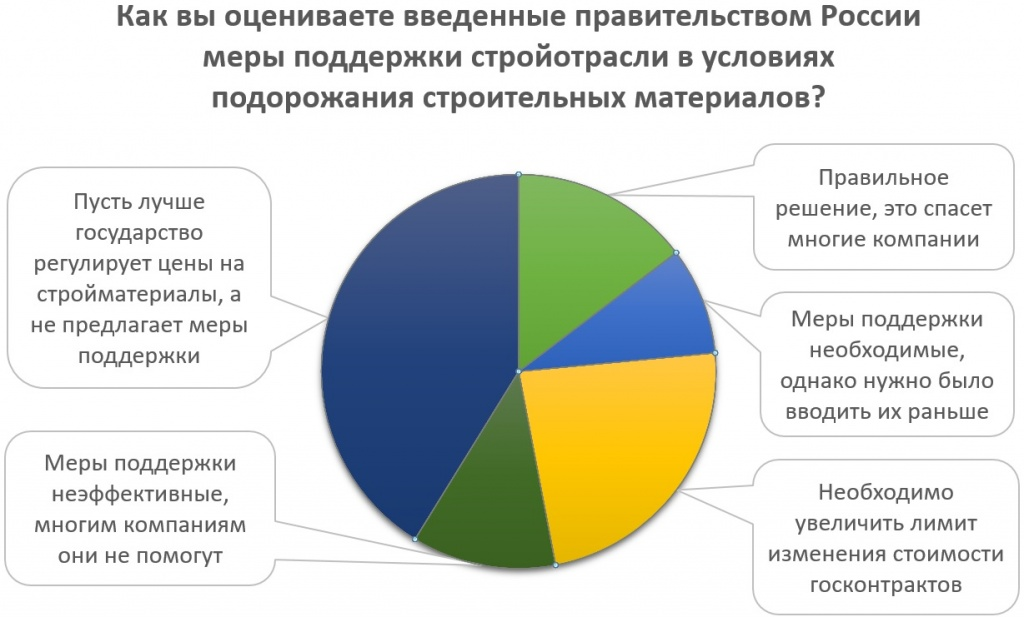 Как вы оцениваете введенные правительством России
меры поддержки стройотрасли в условиях
подорожания строительных материалов?
Правильное
решение, это спасет
многие компании
Меры поддержки
необходимые,
однако нужно было
вводить их раньше
Необходимо
увеличить лимит
изменения стоимости
госконтрактов
Меры поддержки
неэффективные,
многим компаниям
они не помогут
Пусть лучше
государство
регулирует цены на
стройматериалы, а
не предлагает меры
поддержки